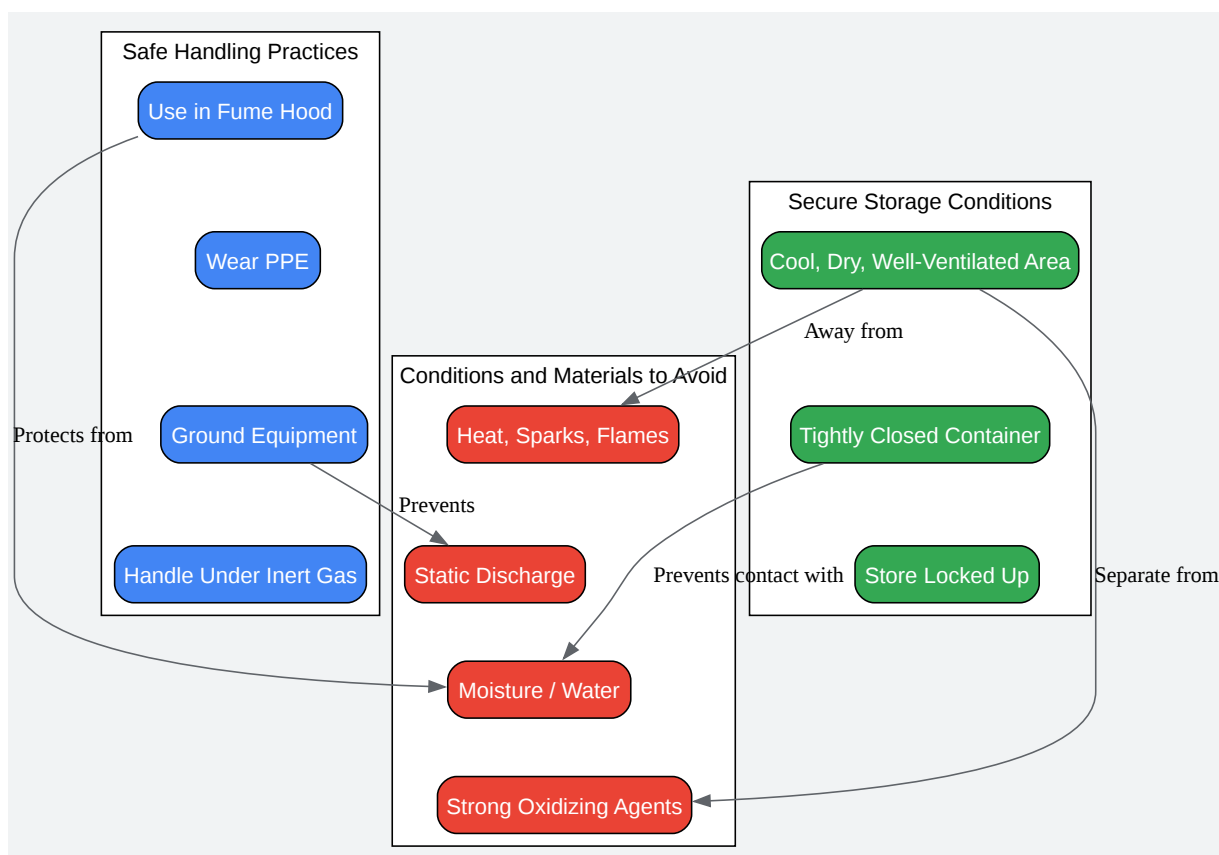 Safe Handling Practices
Use in Fume Hood
Wear PPE
Ground Equipment
Handle Under Inert Gas
Protects from
Prevents
Conditions and Materials to Avoid
Heat, Sparks, Flames
Static Discharge
Moisture / Water
Strong Oxidizing Agents
Secure Storage Conditions
Cool, Dry, Well-Ventilated Area
Away from
Tightly Closed Container
Prevents contact with
Store Locked Up
Separate from